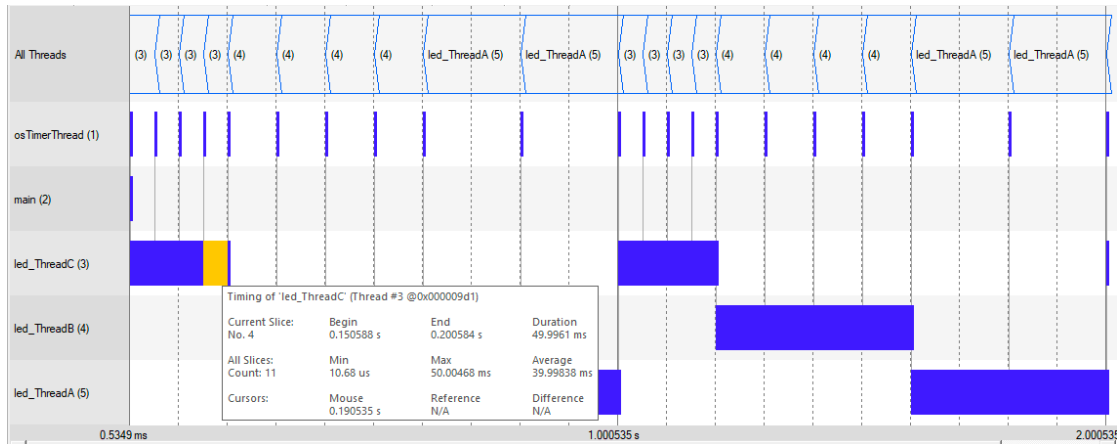 All Threads
(3) (3) (3) (3) (4) (4) (4) (4) led_ThreadA (5) led_ThreadA (5) (3) (3) (3) (3) (4) (4) (4) (4) led_ThreadA (5) led_ThreadA (5)
osTimerThread (1)
main (2)
led_ThreadC (3)
Timing of 'led_ThreadC' (Thread #3 @0x000009d1)
Current Slice: Begin End Duration
No. 4 0.150588 s 0.200584 s 49.9961 ms
All Slices: Min Max Average
Count: 11 10.68 us 50.00468 ms 39.99838 ms
Cursors: Mouse Reference Difference
0.190535 s N/A N/A
led_ThreadB (4)
led_ThreadA (5)
0.5349 ms 1.000535 s 2.000535